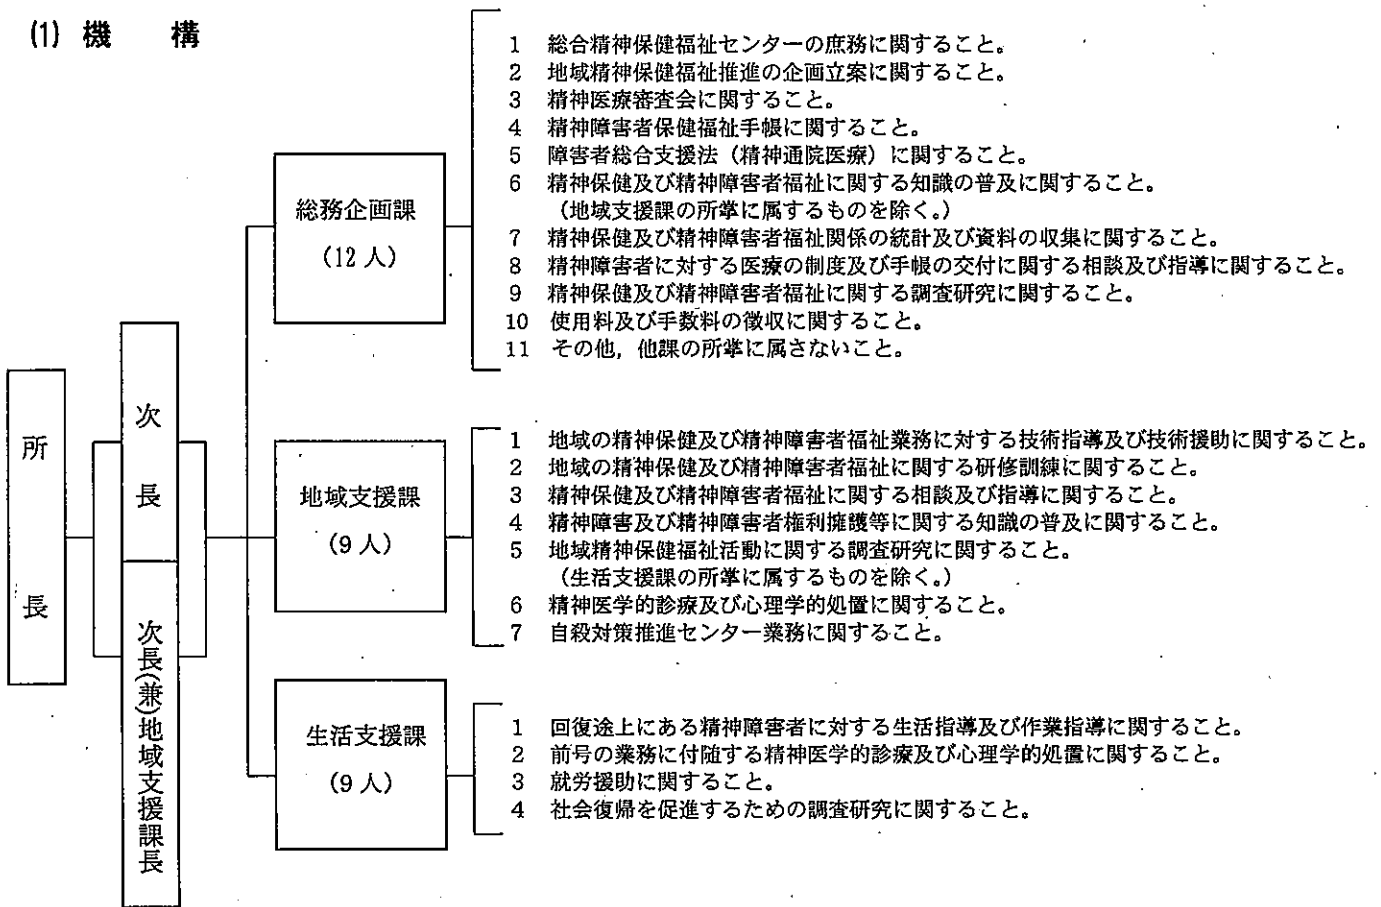 (1) 機　構
所長
次長
次長(兼)地域支援課長
総務企画課
(12人)
1 総合精神保健福祉センターの庶務に関すること。
2 地域精神保健福祉推進の企画立案に関すること。
3 精神医療審査会に関すること。
4 精神障害者保健福祉手帳に関すること。
5 障害者総合支援法（精神通院医療）に関すること。
6 精神保健及び精神障害者福祉に関する知識の普及に関すること。
（地域支援課の所掌に属するものを除く。）
7 精神保健及び精神障害者福祉関係の統計及び資料の収集に関すること。
8 精神障害者に対する医療の制度及び手帳の交付に関する相談及び指導に関すること。
9 精神保健及び精神障害者福祉に関する調査研究に関すること。
10 使用料及び手数料の徴収に関すること。
11 その他，他課の所掌に属さないこと。
地域支援課
(9人)
1 地域の精神保健及び精神障害者福祉業務に対する技術指導及び技術援助に関すること。
2 地域の精神保健及び精神障害者福祉に関する研修訓練に関すること。
3 精神保健及び精神障害者福祉に関する相談及び指導に関すること。
4 精神障害及び精神障害者権利擁護等に関する知識の普及に関すること。
5 地域精神保健福祉活動に関する調査研究に関すること。
（生活支援課の所掌に属するものを除く。）
6 精神医学的診療及び心理学的処置に関すること。
7 自殺対策推進センター業務に関すること。
生活支援課
(9人)
1 回復途上にある精神障害者に対する生活指導及び作業指導に関すること。
2 前号の業務に付随する精神医学的診療及び心理学的処置に関すること。
3 就労援助に関すること。
4 社会復帰を促進するための調査研究に関すること。